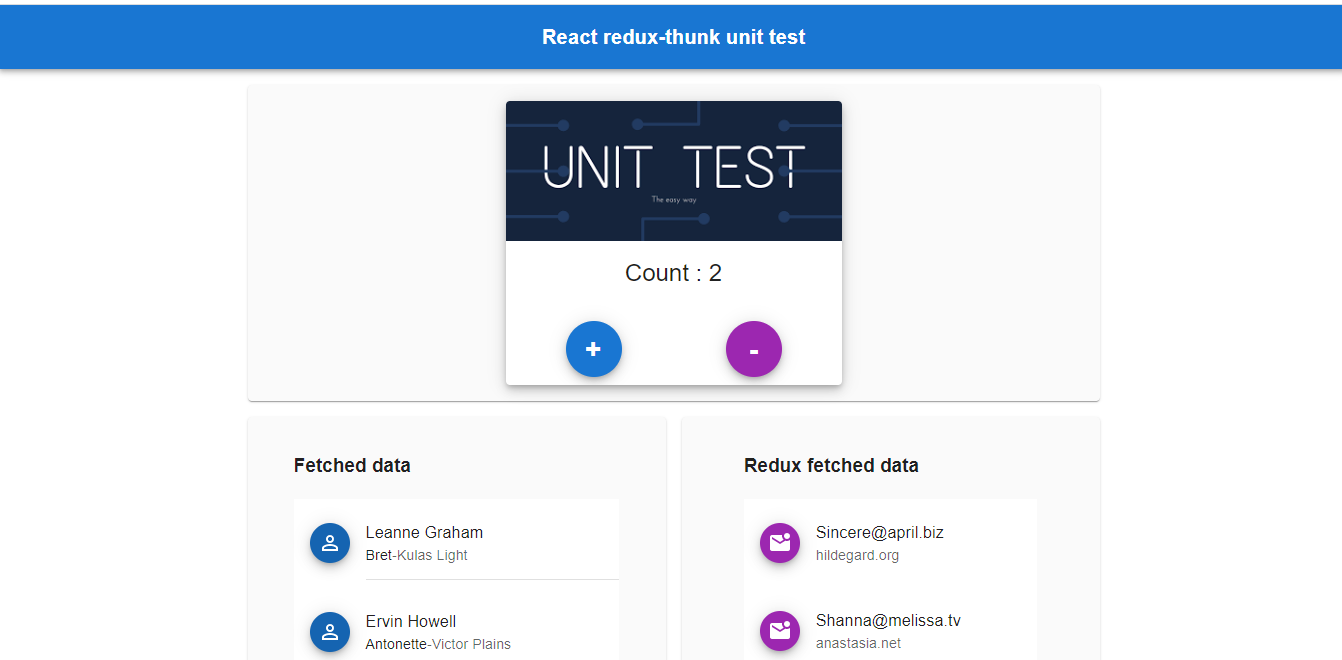 React redux-thunk unit test
UNIT TEST
The easy way
Count : 2
+
-
Fetched data
Leanne Graham
Bret-Kulas Light
Ervin Howell
Antonette-Victor Plains
Redux fetched data
Sincere@april.biz
hildegard.org
Shanna@melissa.tv
anastasia.net